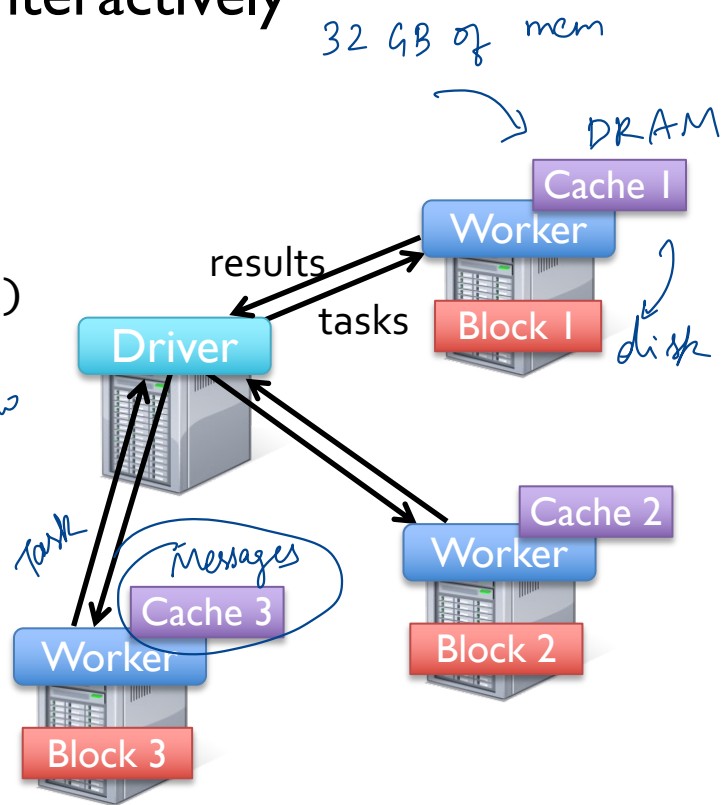 nteractively
32 GB of mem
DRAM
Cache 1
Worker
results
)
tasks
Block 1
disk
Driver
Cache 2
Task
Messages
Worker
Cache 3
Worker
Block 2
Block 3